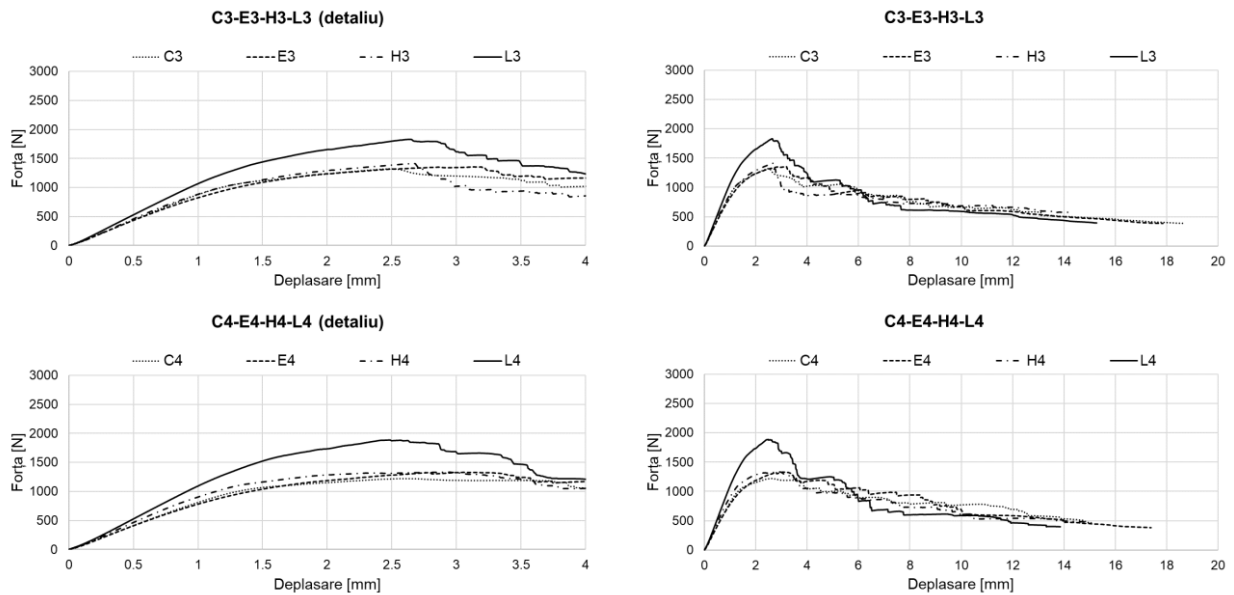 C3-E3-H3-L3 (detaliu)
C3 E3 H3 L3
3000
2500
2000
1500
1000
500
0
Forța [N]
0 0.5 1 1.5 2 2.5 3 3.5 4
Deplasare [mm]
C3-E3-H3-L3
C3 E3 H3 L3
3000
2500
2000
1500
1000
500
0
Forța [N]
0 2 4 6 8 10 12 14 16 18 20
Deplasare [mm]
C4-E4-H4-L4 (detaliu)
C4 E4 H4 L4
3000
2500
2000
1500
1000
500
0
Forța [N]
0 0.5 1 1.5 2 2.5 3 3.5 4
Deplasare [mm]
C4-E4-H4-L4
C4 E4 H4 L4
3000
2500
2000
1500
1000
500
0
Forța [N]
0 2 4 6 8 10 12 14 16 18 20
Deplasare [mm]